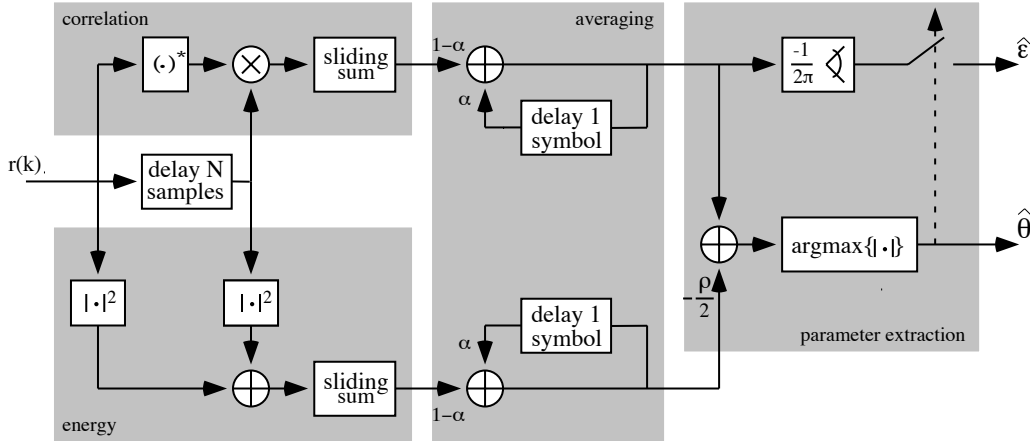 correlation
averaging
(·)*
×
sliding
sum
1−α
α
delay 1
symbol
-1
2π
ε̂
r(k)
delay N
samples
argmax{|·|}
θ̂
|·|²
|·|²
−ρ
2
delay 1
symbol
parameter extraction
α
sliding
sum
1−α
energy